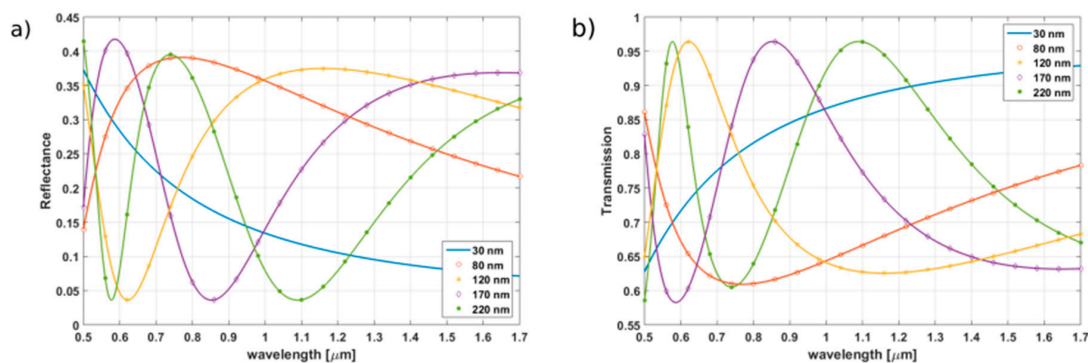 a)
0.45
0.4
0.35
0.3
0.25
0.2
0.15
0.1
0.05
0
Reflectance
0.5 0.6 0.7 0.8 0.9 1 1.1 1.2 1.3 1.4 1.5 1.6 1.7
wavelength [μm]
30 nm
80 nm
120 nm
170 nm
220 nm
b)
1
0.95
0.9
0.85
0.8
0.75
0.7
0.65
0.6
0.55
Transmission
0.5 0.6 0.7 0.8 0.9 1 1.1 1.2 1.3 1.4 1.5 1.6 1.7
wavelength [μm]
30 nm
80 nm
120 nm
170 nm
220 nm